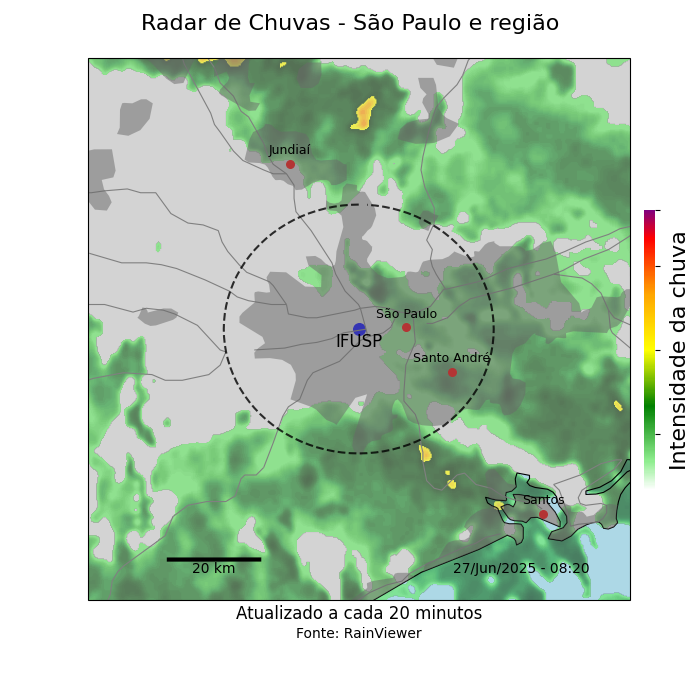 Radar de Chuvas - São Paulo e região
Jundiaí
São Paulo
IFUSP
Santo André
Santos
20 km
27/Jun/2025 - 08:20
Intensidade da chuva
Atualizado a cada 20 minutos
Fonte: RainViewer